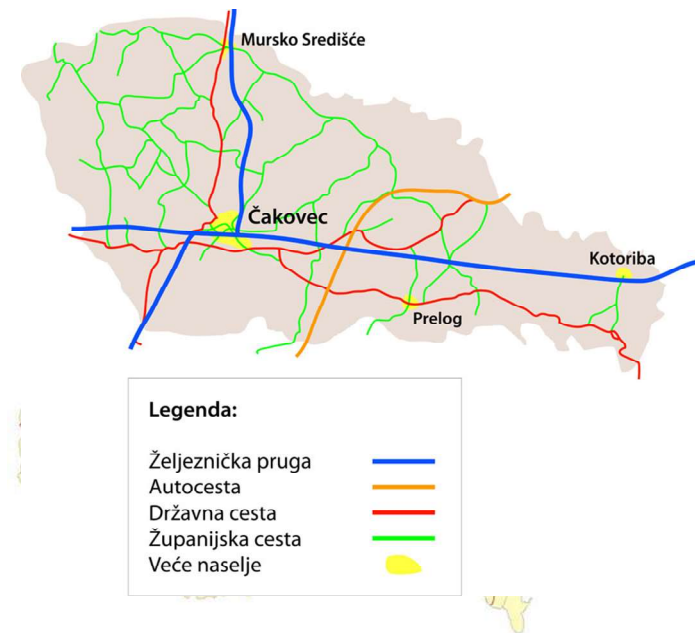 Mursko Središće
Čakovec
Kotoriba
Prelog
Legenda:
Željeznička pruga
Autocesta
Državna cesta
Županijska cesta
Veće naselje